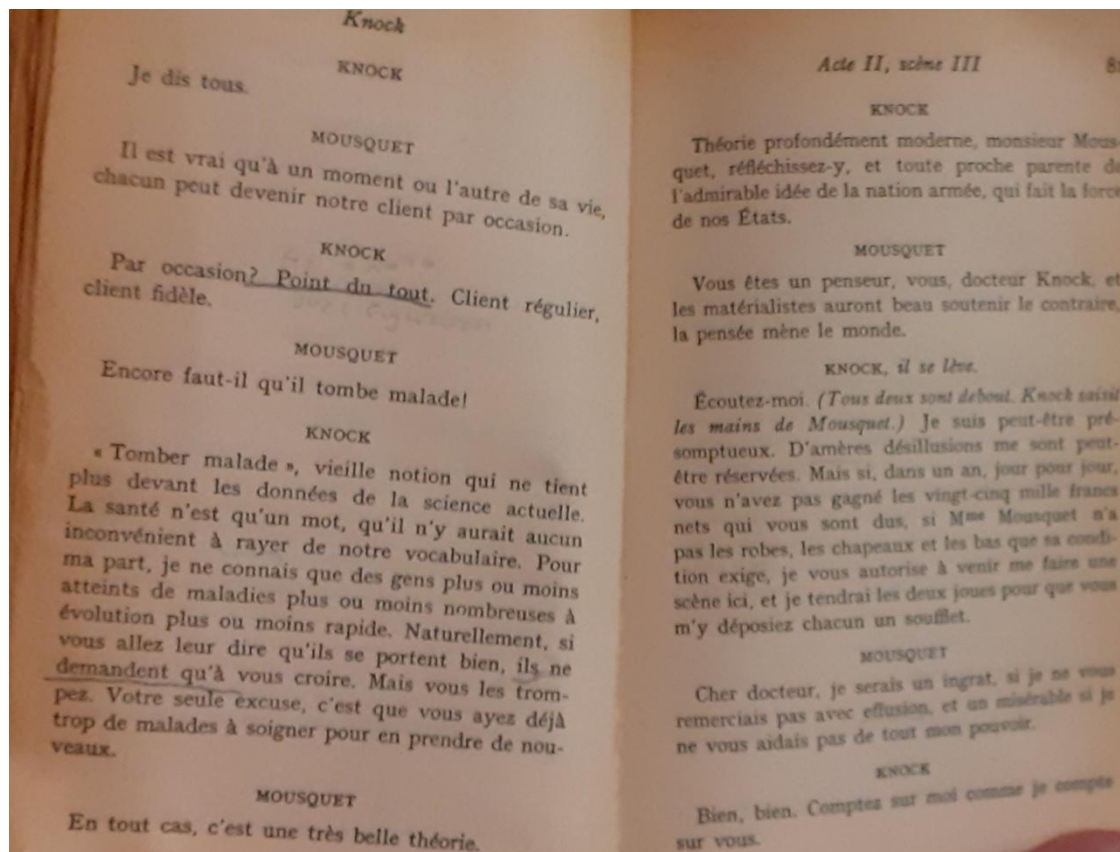 Knock
KNOCK
Je dis tous.
MOUSQUET
Il est vrai qu'à un moment ou l'autre de sa vie,
chacun peut devenir notre client par occasion.
KNOCK
Par occasion? Point du tout. Client régulier,
client fidèle.
MOUSQUET
Encore faut-il qu'il tombe malade!
KNOCK
« Tomber malade », vieille notion qui ne tient
plus devant les données de la science actuelle.
La santé n'est qu'un mot, qu'il n'y aurait aucun
inconvénient à rayer de notre vocabulaire. Pour
ma part, je ne connais que des gens plus ou moins
atteints de maladies plus ou moins nombreuses à
évolution plus ou moins rapide. Naturellement, si
vous allez leur dire qu'ils se portent bien, ils ne
demandent qu'à vous croire. Mais vous les trom-
pez. Votre seule excuse, c'est que vous ayez déjà
trop de malades à soigner pour en prendre de nou-
veaux.
MOUSQUET
En tout cas, c'est une très belle théorie.
Acte II, scène III
KNOCK
Théorie profondément moderne, monsieur Mous-
quet, réfléchissez-y, et toute proche parente de
l'admirable idée de la nation armée, qui fait la force
de nos États.
MOUSQUET
Vous êtes un penseur, vous, docteur Knock, et
les matérialistes auront beau soutenir le contraire,
la pensée mène le monde.
KNOCK, il se lève.
Écoutez-moi. (Tous deux sont debout. Knock saisit
les mains de Mousquet.) Je suis peut-être pré-
somptueux. D'amères désillusions me sont peut-
être réservées. Mais si, dans un an, jour pour jour,
vous n'avez pas gagné les vingt-cinq mille francs
nets qui vous sont dus, si Mme Mousquet n'a
pas les robes, les chapeaux et les bas que sa condi-
tion exige, je vous autorise à venir me faire une
scène ici, et je tendrai les deux joues pour que vous
m'y déposiez chacun un soufflet.
MOUSQUET
Cher docteur, je serais un ingrat, si je ne vous
remerciais pas avec effusion, et un misérable si je
ne vous aidais pas de tout mon pouvoir.
KNOCK
Bien, bien. Comptez sur moi comme je compte
sur vous.